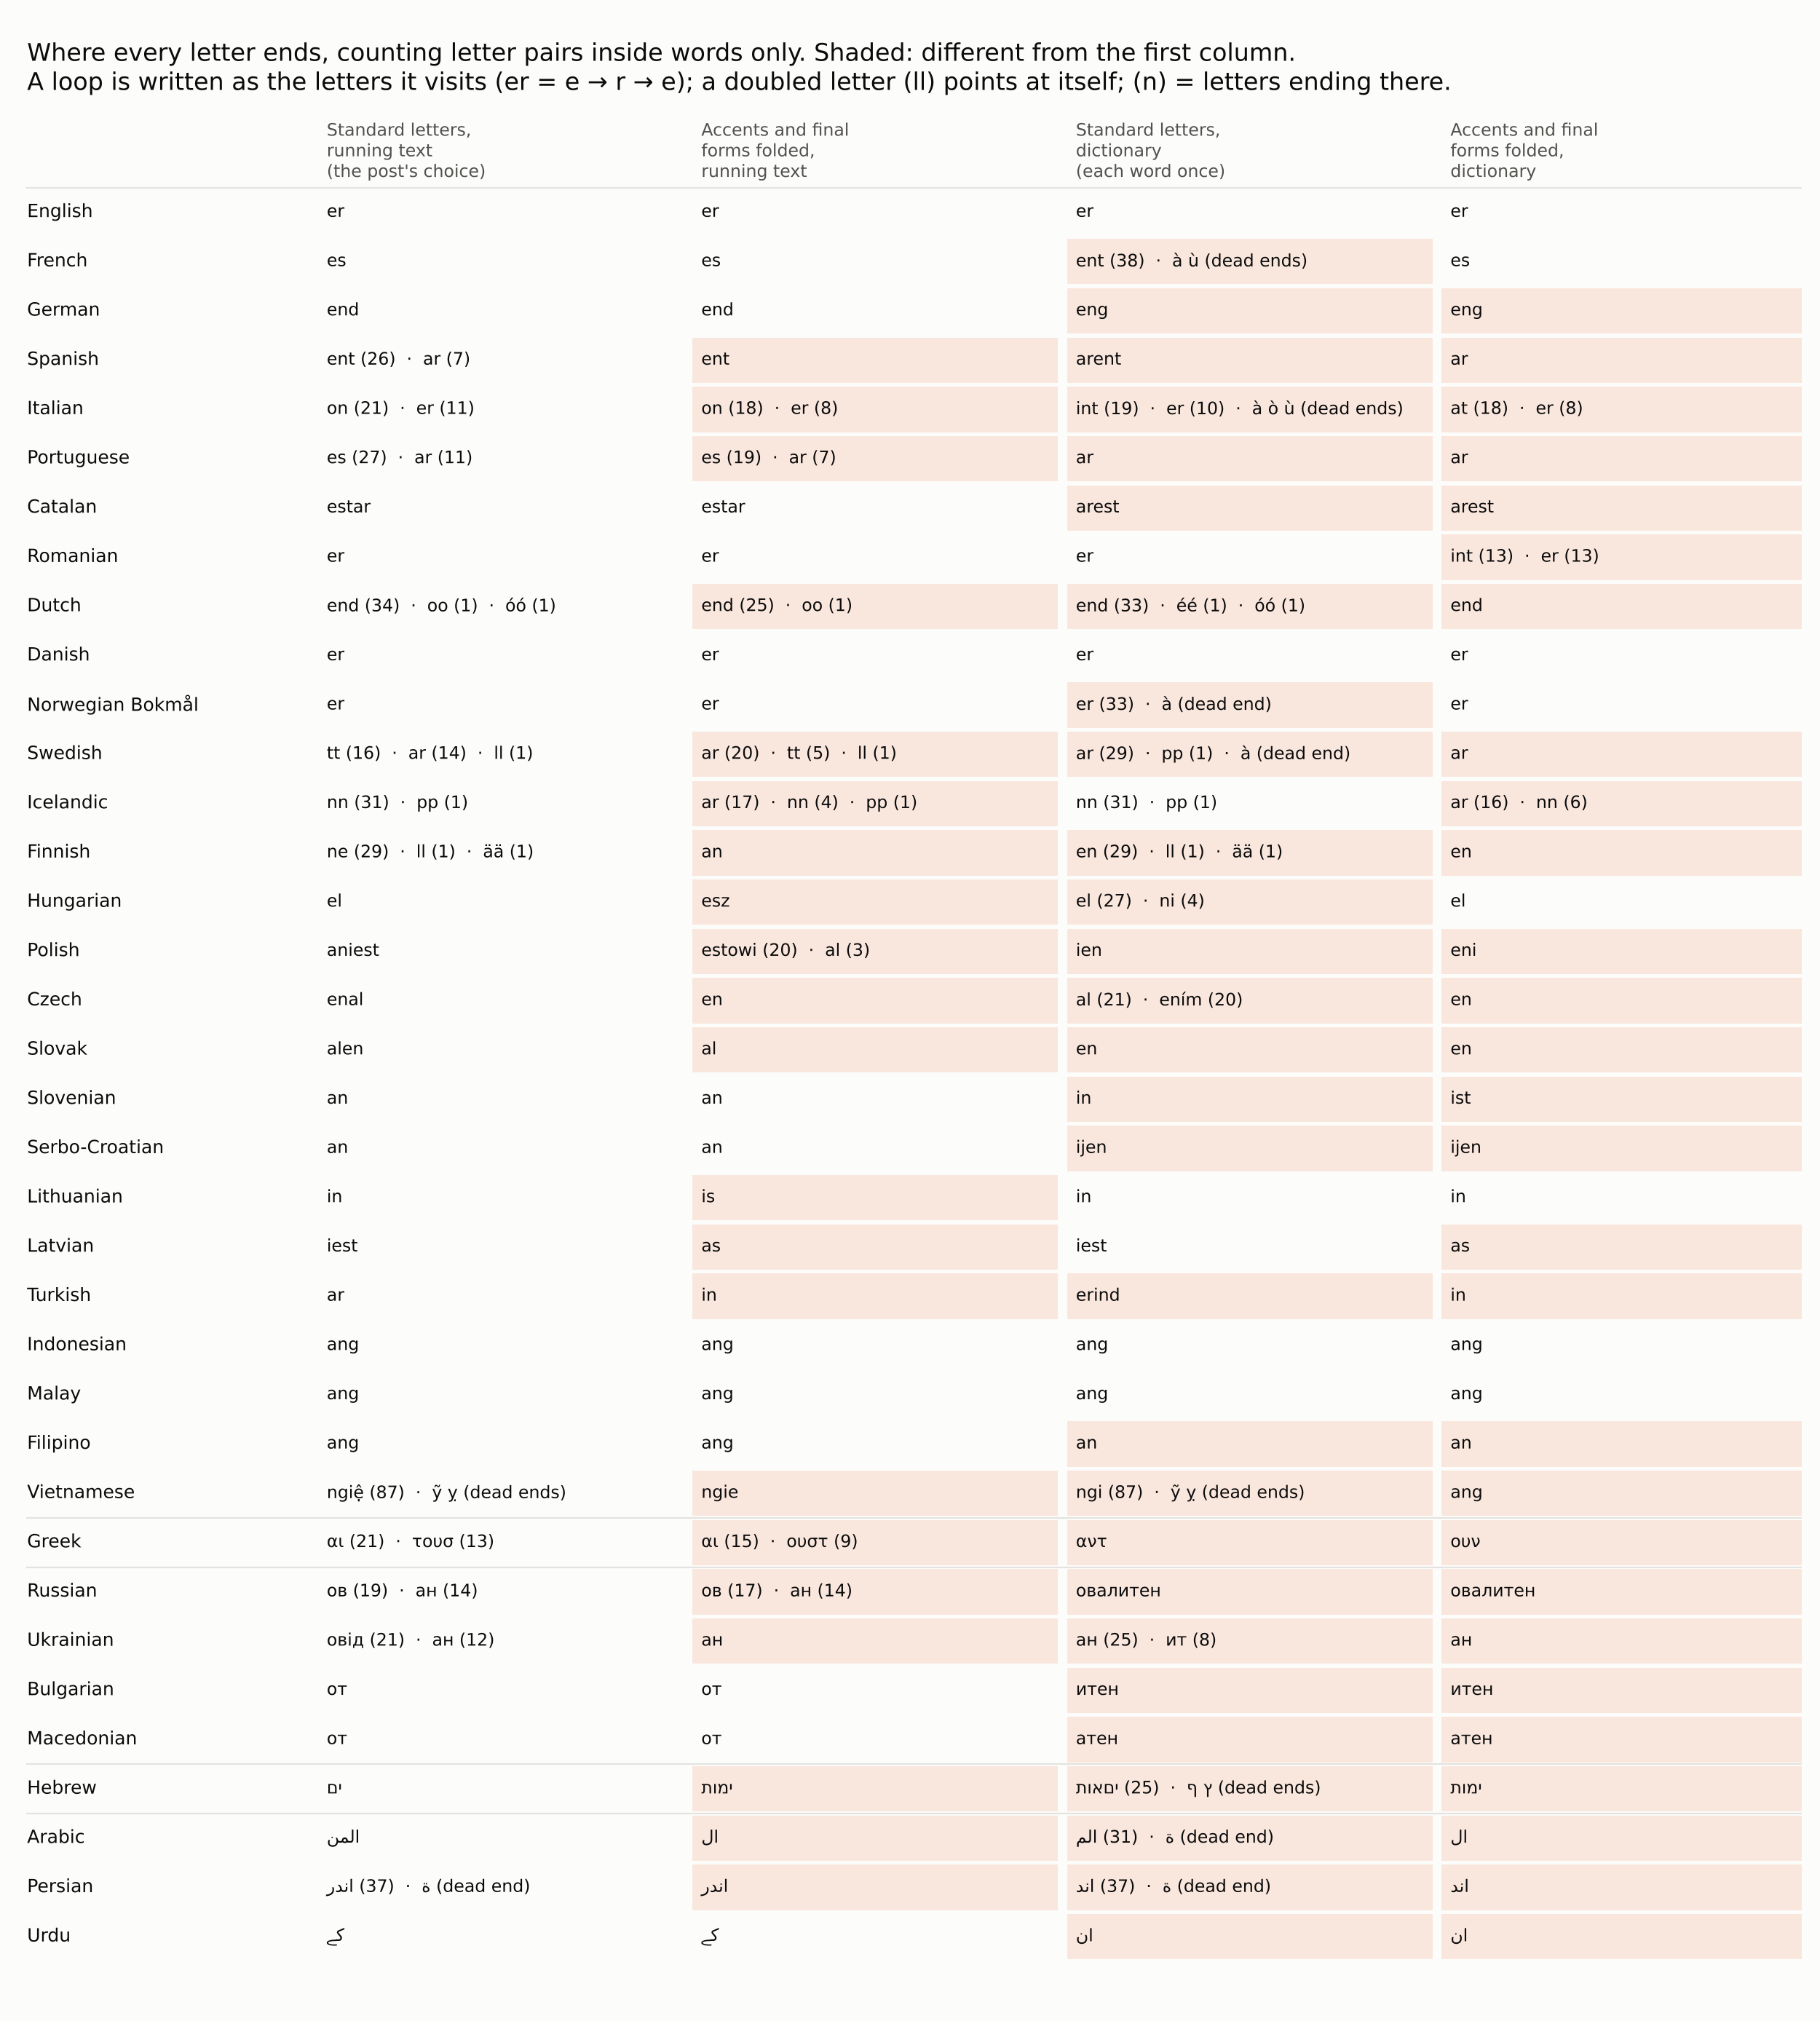 Where every letter ends, counting letter pairs inside words only. Shaded: different from the first column.
A loop is written as the letters it visits (er = e → r → e); a doubled letter (ll) points at itself; (n) = letters ending there.
Standard letters, running text (the post's choice) Accents and final forms folded, running text Standard letters, dictionary (each word once) Accents and final forms folded, dictionary
English er er er er
French es es ent (38) · à ù (dead ends) es
German end end eng eng
Spanish ent (26) · ar (7) ent arent ar
Italian on (21) · er (11) on (18) · er (8) int (19) · er (10) · à ò ù (dead ends) at (18) · er (8)
Portuguese es (27) · ar (11) es (19) · ar (7) ar ar
Catalan estar estar arest arest
Romanian er er er int (13) · er (13)
Dutch end (34) · oo (1) · óó (1) end (25) · oo (1) end (33) · éé (1) · óó (1) end
Danish er er er er
Norwegian Bokmål er er er (33) · à (dead end) er
Swedish tt (16) · ar (14) · ll (1) ar (20) · tt (5) · ll (1) ar (29) · pp (1) · à (dead end) ar
Icelandic nn (31) · pp (1) ar (17) · nn (4) · pp (1) nn (31) · pp (1) ar (16) · nn (6)
Finnish ne (29) · ll (1) · ää (1) an en (29) · ll (1) · ää (1) en
Hungarian el esz el (27) · ni (4) el
Polish aniest estowi (20) · al (3) ien eni
Czech enal en al (21) · ením (20) en
Slovak alen al en en
Slovenian an an in ist
Serbo-Croatian an an ijen ijen
Lithuanian in is in in
Latvian iest as iest as
Turkish ar in erind in
Indonesian ang ang ang ang
Malay ang ang ang ang
Filipino ang ang an an
Vietnamese ngiệ (87) · ỹ ỵ (dead ends) ngie ngi (87) · ỹ ỵ (dead ends) ang
Greek αι (21) · τουσ (13) αι (15) · ουστ (9) αντ ουν
Russian ов (19) · ан (14) ов (17) · ан (14) овалитен овалитен
Ukrainian овід (21) · ан (12) ан ан (25) · ит (8) ан
Bulgarian от от итен итен
Macedonian от от атен атен
Hebrew ים ימות יםאות (25) · ף ץ (dead ends) ימות
Arabic المن ال الم (31) · ة (dead end) ال
Persian اندر (37) · ة (dead end) اندر اند (37) · ة (dead end) اند
Urdu کے کے ان ان